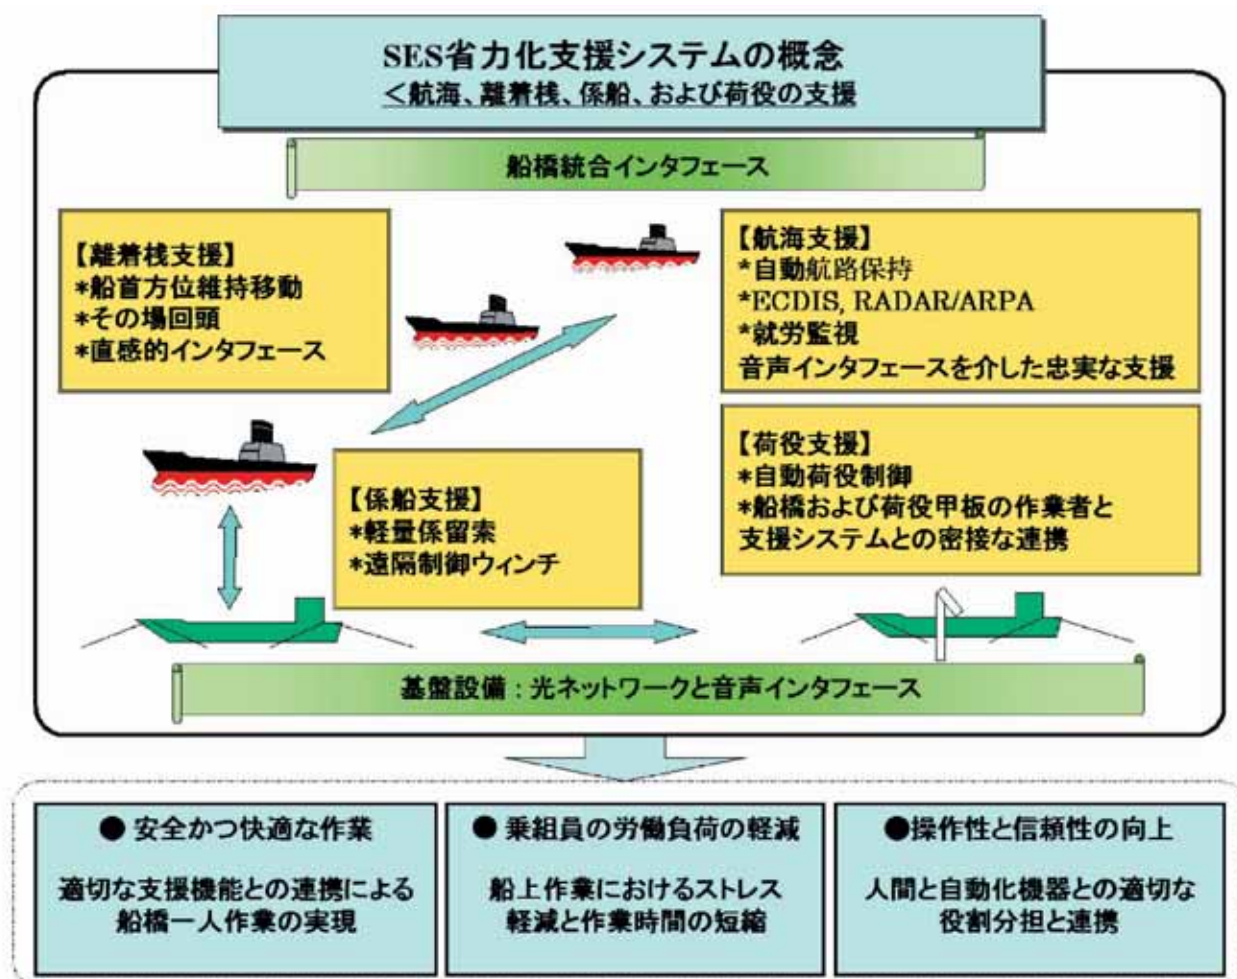 SES省力化支援システムの概念
＜航海、離着桟、係船、および荷役の支援
船橋統合インタフェース
【離着桟支援】
*船首方位維持移動
*その場回頭
*直感的インタフェース
【航海支援】
*自動航路保持
*ECDIS, RADAR/ARPA
*就労監視
音声インタフェースを介した忠実な支援
【係船支援】
*軽量係留索
*遠隔制御ウィンチ
【荷役支援】
*自動荷役制御
*船橋および荷役甲板の作業者と
支援システムとの密接な連携
基盤設備：光ネットワークと音声インタフェース
● 安全かつ快適な作業
適切な支援機能との連携による
船橋一人作業の実現
● 乗組員の労働負荷の軽減
船上作業におけるストレス
軽減と作業時間の短縮
●操作性と信頼性の向上
人間と自動化機器との適切な
役割分担と連携